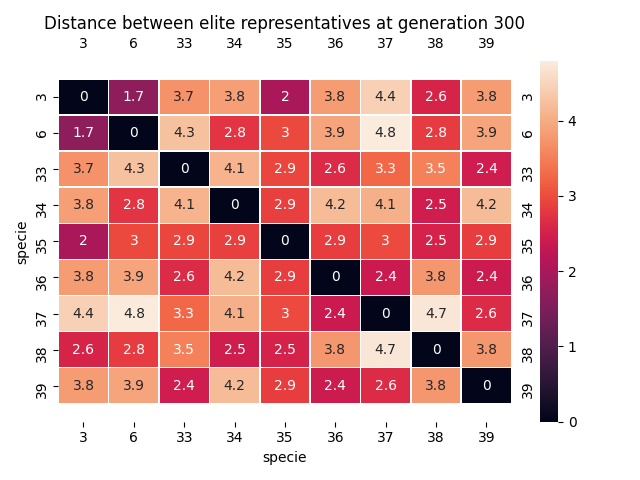 Distance between elite representatives at generation 300
3 6 33 34 35 36 37 38 39
3 0 1.7 3.7 3.8 2 3.8 4.4 2.6 3.8 3
6 1.7 0 4.3 2.8 3 3.9 4.8 2.8 3.9 6
33 3.7 4.3 0 4.1 2.9 2.6 3.3 3.5 2.4 33
34 3.8 2.8 4.1 0 2.9 4.2 4.1 2.5 4.2 34
35 2 3 2.9 2.9 0 2.9 3 2.5 2.9 35
36 3.8 3.9 2.6 4.2 2.9 0 2.4 3.8 2.4 36
37 4.4 4.8 3.3 4.1 3 2.4 0 4.7 2.6 37
38 2.6 2.8 3.5 2.5 2.5 3.8 4.7 0 3.8 38
39 3.8 3.9 2.4 4.2 2.9 2.4 2.6 3.8 0 39
3 6 33 34 35 36 37 38 39
specie
specie
4
3
2
1
0